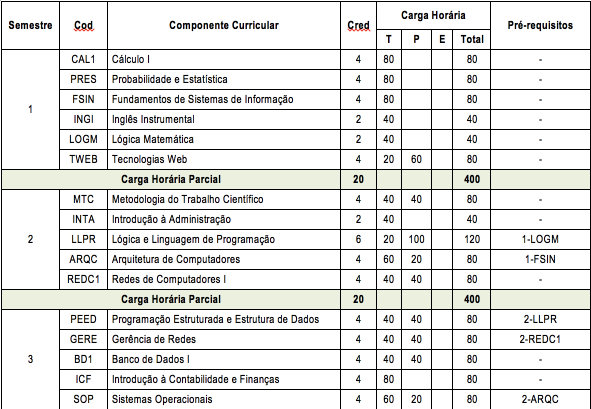 Semestre Cod Componente Curricular Cred Carga Horária Pré-requisitos
T P E Total
1
CAL1 Cálculo I 4 80 80 -
PRES Probabilidade e Estatística 4 80 80 -
FSIN Fundamentos de Sistemas de Informação 4 80 80 -
INGI Inglês Instrumental 2 40 40 -
LOGM Lógica Matemática 2 40 40 -
TWEB Tecnologias Web 4 20 60 80 -
Carga Horária Parcial 20 400
2
MTC Metodologia do Trabalho Científico 4 40 40 80 -
INTA Introdução à Administração 2 40 40 -
LLPR Lógica e Linguagem de Programação 6 20 100 120 1-LOGM
ARQC Arquitetura de Computadores 4 60 20 80 1-FSIN
REDC1 Redes de Computadores I 4 40 40 80 -
Carga Horária Parcial 20 400
3
PEED Programação Estruturada e Estrutura de Dados 4 40 40 80 2-LLPR
GERE Gerência de Redes 4 40 40 80 2-REDC1
BD1 Banco de Dados I 4 40 40 80 -
ICF Introdução à Contabilidade e Finanças 4 80 80 -
SOP Sistemas Operacionais 4 60 20 80 2-ARQC